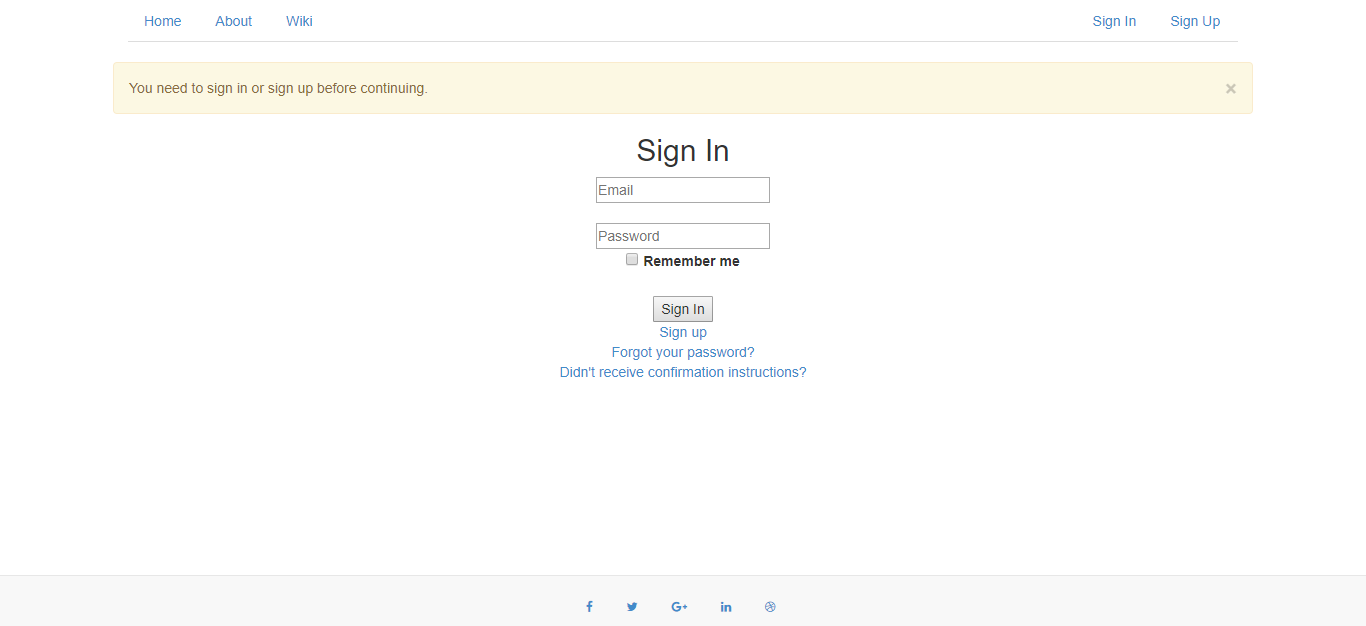 Home About Wiki Sign In Sign Up
You need to sign in or sign up before continuing. ×
Sign In
Email
Password
Remember me
Sign In
Sign up
Forgot your password?
Didn't receive confirmation instructions?